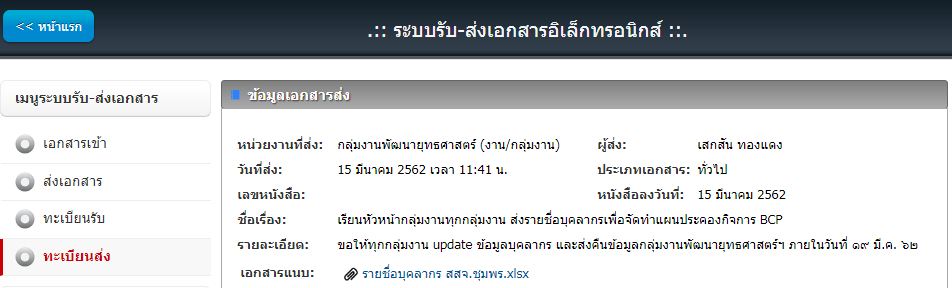 << หน้าแรก
.:: ระบบรับ-ส่งเอกสารอิเล็กทรอนิกส์ ::.
เมนูระบบรับ-ส่งเอกสาร
เอกสารเข้า
ส่งเอกสาร
ทะเบียนรับ
ทะเบียนส่ง
ข้อมูลเอกสารส่ง
หน่วยงานที่ส่ง: กลุ่มงานพัฒนายุทธศาสตร์ (งาน/กลุ่มงาน) ผู้ส่ง: เสกสัน ทองแดง
วันที่ส่ง: 15 มีนาคม 2562 เวลา 11:41 น. ประเภทเอกสาร: ทั่วไป
เลขหนังสือ: หนังสือลงวันที่: 15 มีนาคม 2562
ชื่อเรื่อง: เรียนหัวหน้ากลุ่มงานทุกกลุ่มงาน ส่งรายชื่อบุคลากรเพื่อจัดทำแผนประคองกิจการ BCP
รายละเอียด: ขอให้ทุกกลุ่มงาน update ข้อมูลบุคลากร และส่งคืนข้อมูลกลุ่มงานพัฒนายุทธศาสตร์ฯ ภายในวันที่ ๑๙ มี.ค. ๖๒
เอกสารแนบ: รายชื่อบุคลากร สสจ.ชุมพร.xlsx